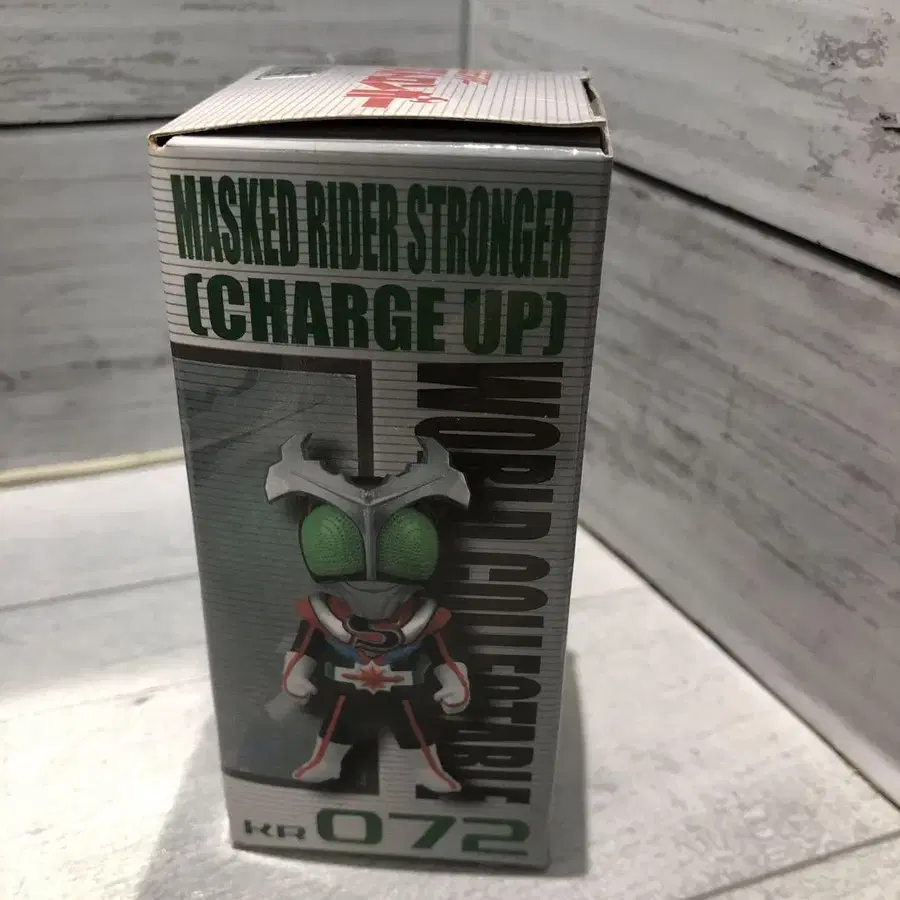 MASKED RIDER STRONGER
(CHARGE UP)
WORLD COLLECTABLE
KR 072